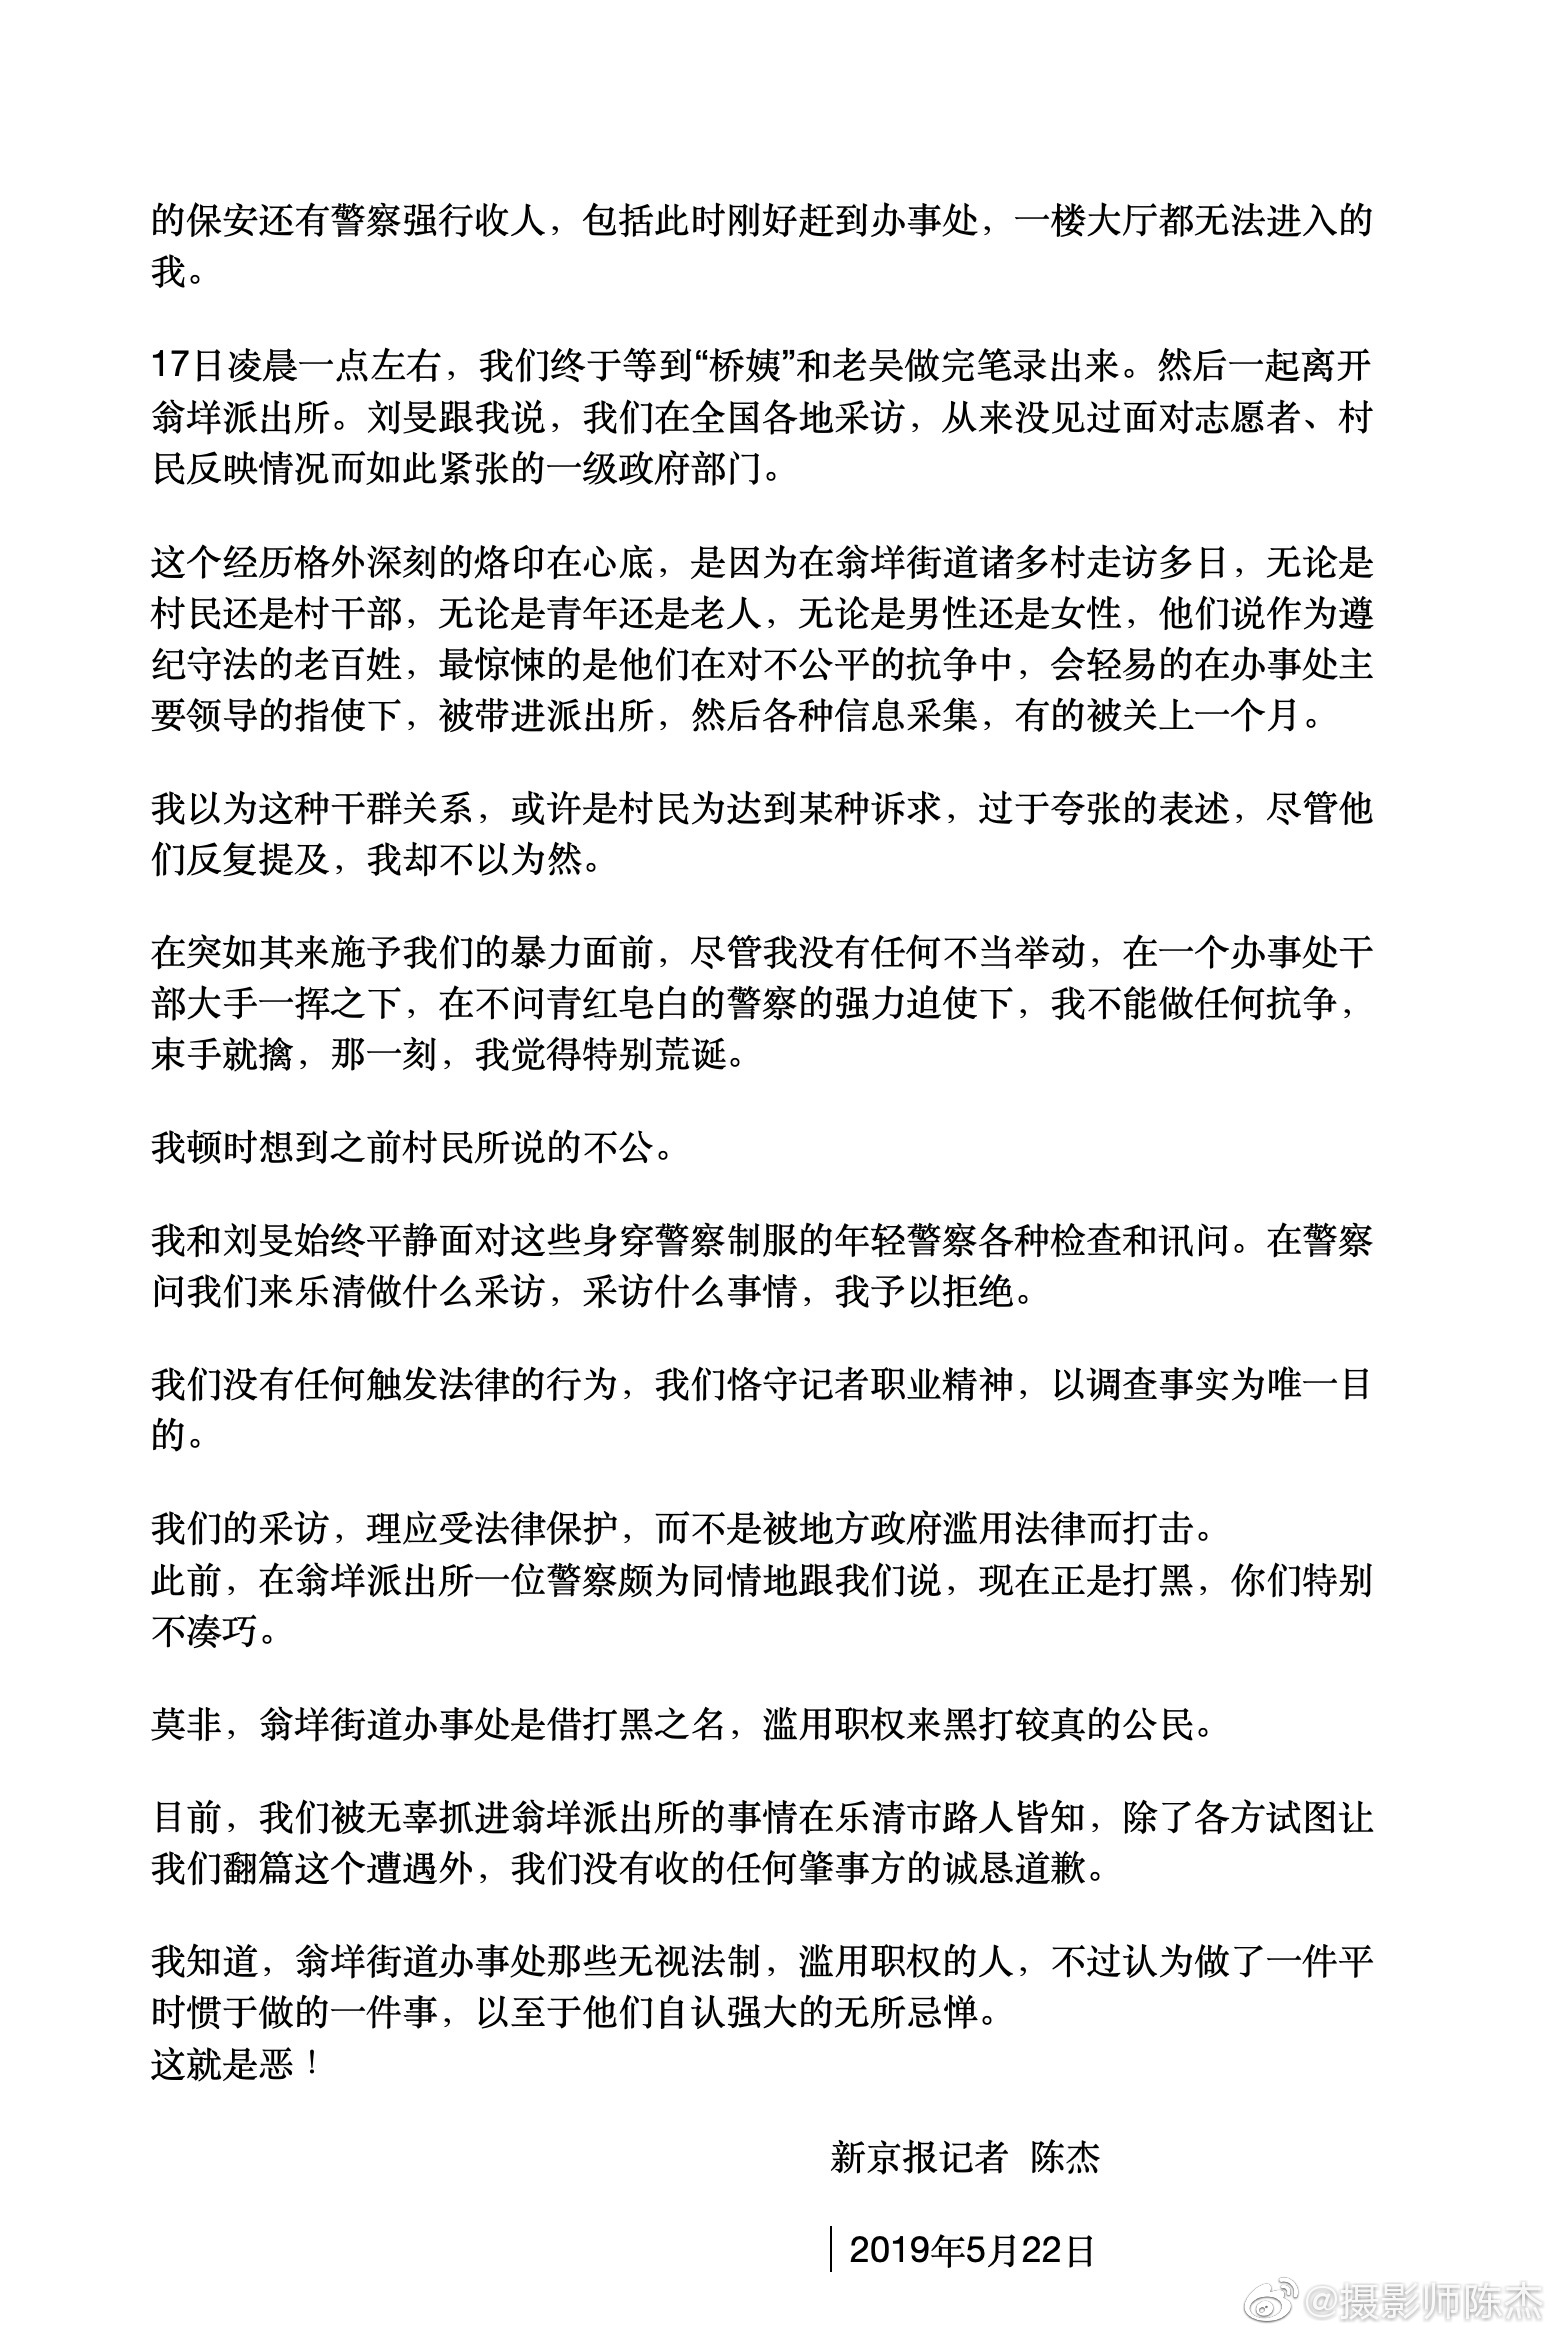 的保安还有警察强行收人，包括此时刚好赶到办事处，一楼大厅都无法进入的
我。
17日凌晨一点左右，我们终于等到“桥姨”和老吴做完笔录出来。然后一起离开
翁垟派出所。刘旻跟我说，我们在全国各地采访，从来没见过面对志愿者、村
民反映情况而如此紧张的一级政府部门。
这个经历格外深刻的烙印在心底，是因为在翁垟街道诸多村走访多日，无论是
村民还是村干部，无论是青年还是老人，无论是男性还是女性，他们说作为遵
纪守法的老百姓，最惊悚的是他们在对不公平的抗争中，会轻易的在办事处主
要领导的指使下，被带进派出所，然后各种信息采集，有的被关上一个月。
我以为这种干群关系，或许是村民为达到某种诉求，过于夸张的表述，尽管他
们反复提及，我却不以为然。
在突如其来施予我们的暴力面前，尽管我没有任何不当举动，在一个办事处干
部大手一挥之下，在不问青红皂白的警察的强力迫使下，我不能做任何抗争，
束手就擒，那一刻，我觉得特别荒诞。
我顿时想到之前村民所说的不公。
我和刘旻始终平静面对这些身穿警察制服的年轻警察各种检查和讯问。在警察
问我们来乐清做什么采访，采访什么事情，我予以拒绝。
我们没有任何触发法律的行为，我们恪守记者职业精神，以调查事实为唯一目
的。
我们的采访，理应受法律保护，而不是被地方政府滥用法律而打击。
此前，在翁垟派出所一位警察颇为同情地跟我们说，现在正是打黑，你们特别
不凑巧。
莫非，翁垟街道办事处是借打黑之名，滥用职权来黑打较真的公民。
目前，我们被无辜抓进翁垟派出所的事情在乐清市路人皆知，除了各方试图让
我们翻篇这个遭遇外，我们没有收的任何肇事方的诚恳道歉。
我知道，翁垟街道办事处那些无视法制，滥用职权的人，不过认为做了一件平
时惯于做的一件事，以至于他们自认强大的无所忌惮。
这就是恶！
新京报记者 陈杰
2019年5月22日
@摄影师陈杰